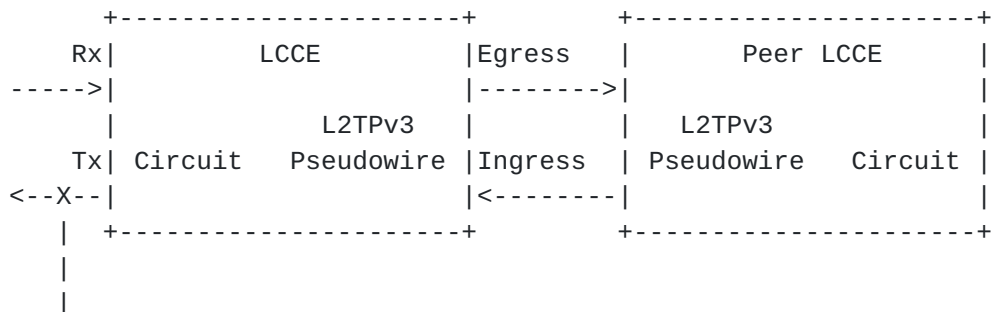 +---------------------+         +----------------------+
Rx|         LCCE         |Egress   |       Peer LCCE      |
----->|                      |-------->|                      |
|             L2TPv3   |         |   L2TPv3             |
Tx| Circuit   Pseudowire |Ingress  | Pseudowire   Circuit |
<--X--|                      |<--------|                      |
|  +----------------------+         +----------------------+
|
|